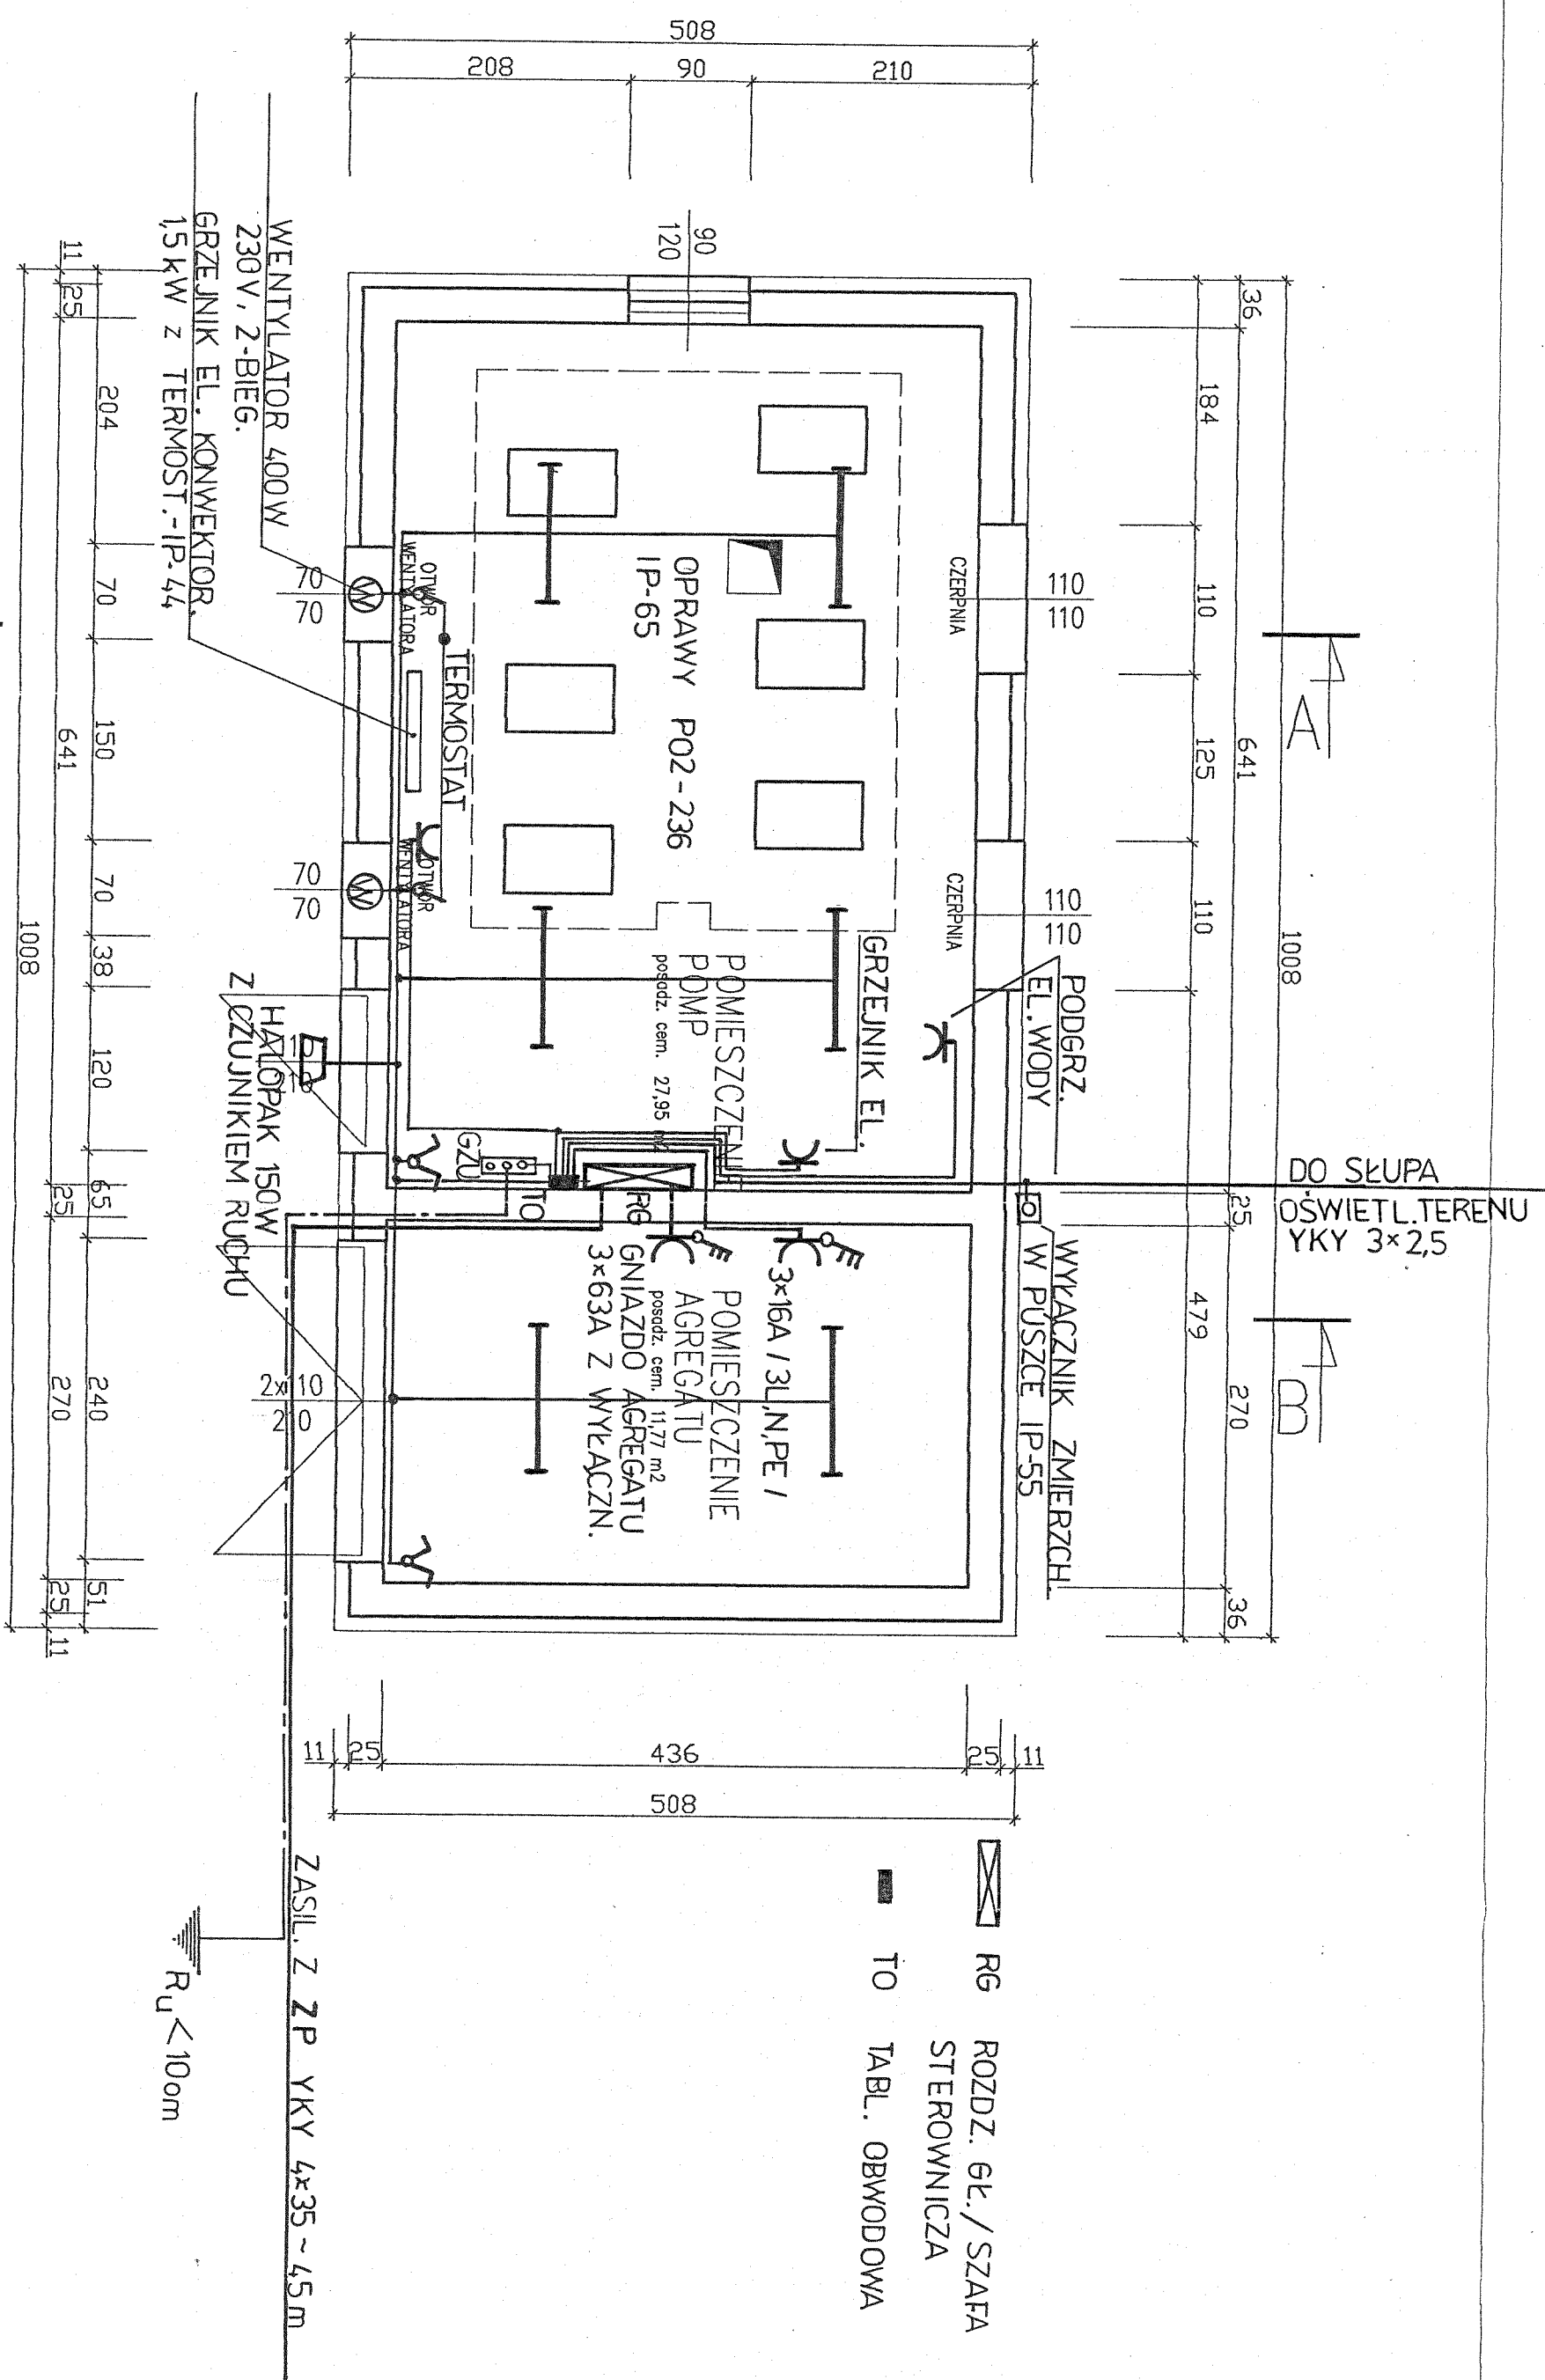 508
208
90
210
90
120
WENTYLATOR 400W
230V, 2-BIEG.
GRZEJNIK EL. KONWEKTOR.
1,5 kW z TERMOST.-IP-44
1008
36
641
25
270
36
184
110
125
110
479
A
B
110
110
CZERPNIA
110
110
CZERPNIA
PODGRZ.
EL. WODY
DO SŁUPA
OŚWIETL. TERENU
YKY 3×2,5
WYŁĄCZNIK ZMIERZCH.
W PUSZCE IP-55
OPRAWY PO2-236
IP-65
GRZEJNIK EL.
POMIESZCZENIE
POMP
posadz. cem. 27,95
TERMOSTAT
OTWÓR
WENTYLATORA
70
70
OTWÓR
WENTYLATORA
70
70
W
W
GZU
TO
RG
3×16A / 3L,N,PE /
POMIESZCZENIE
AGREGATU
posadz. cem. 11,77 m2
GNIAZDO AGREGATU
3×63A Z WYŁĄCZN.
HALOPAK 150W
Z CZUJNIKIEM RUCHU
204
70
150
70
38
120
65
240
51
11
25
641
25
270
25
11
1008
11
25
436
25
11
508
RG ROZDZ. GŁ./SZAFA
STEROWNICZA
TO TABL. OBWODOWA
ZASIL. Z ZP YKY 4×35 ~ 45m
Ru<10om